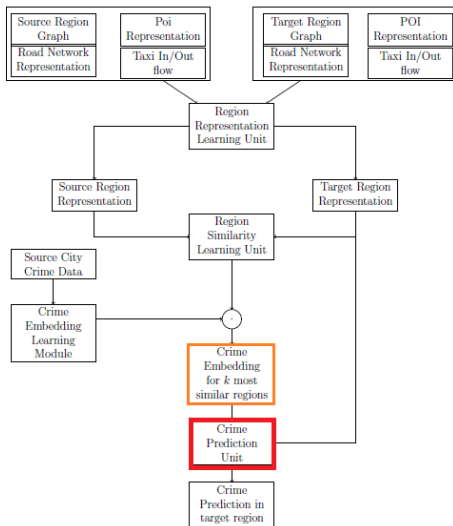 Source Region
Graph
Road Network
Representation
Poi
Representation
Taxi In/Out
flow
Target Region
Graph
Road Network
Representation
POI
Representation
Taxi In/Out
flow
Region
Representation
Learning Unit
Source Region
Representation
Target Region
Representation
Region
Similarity
Learning Unit
Source City
Crime Data
Crime
Embedding
Learning
Module
·
Crime
Embedding
for k most
similar regions
Crime
Prediction
Unit
Crime
Prediction in
target region